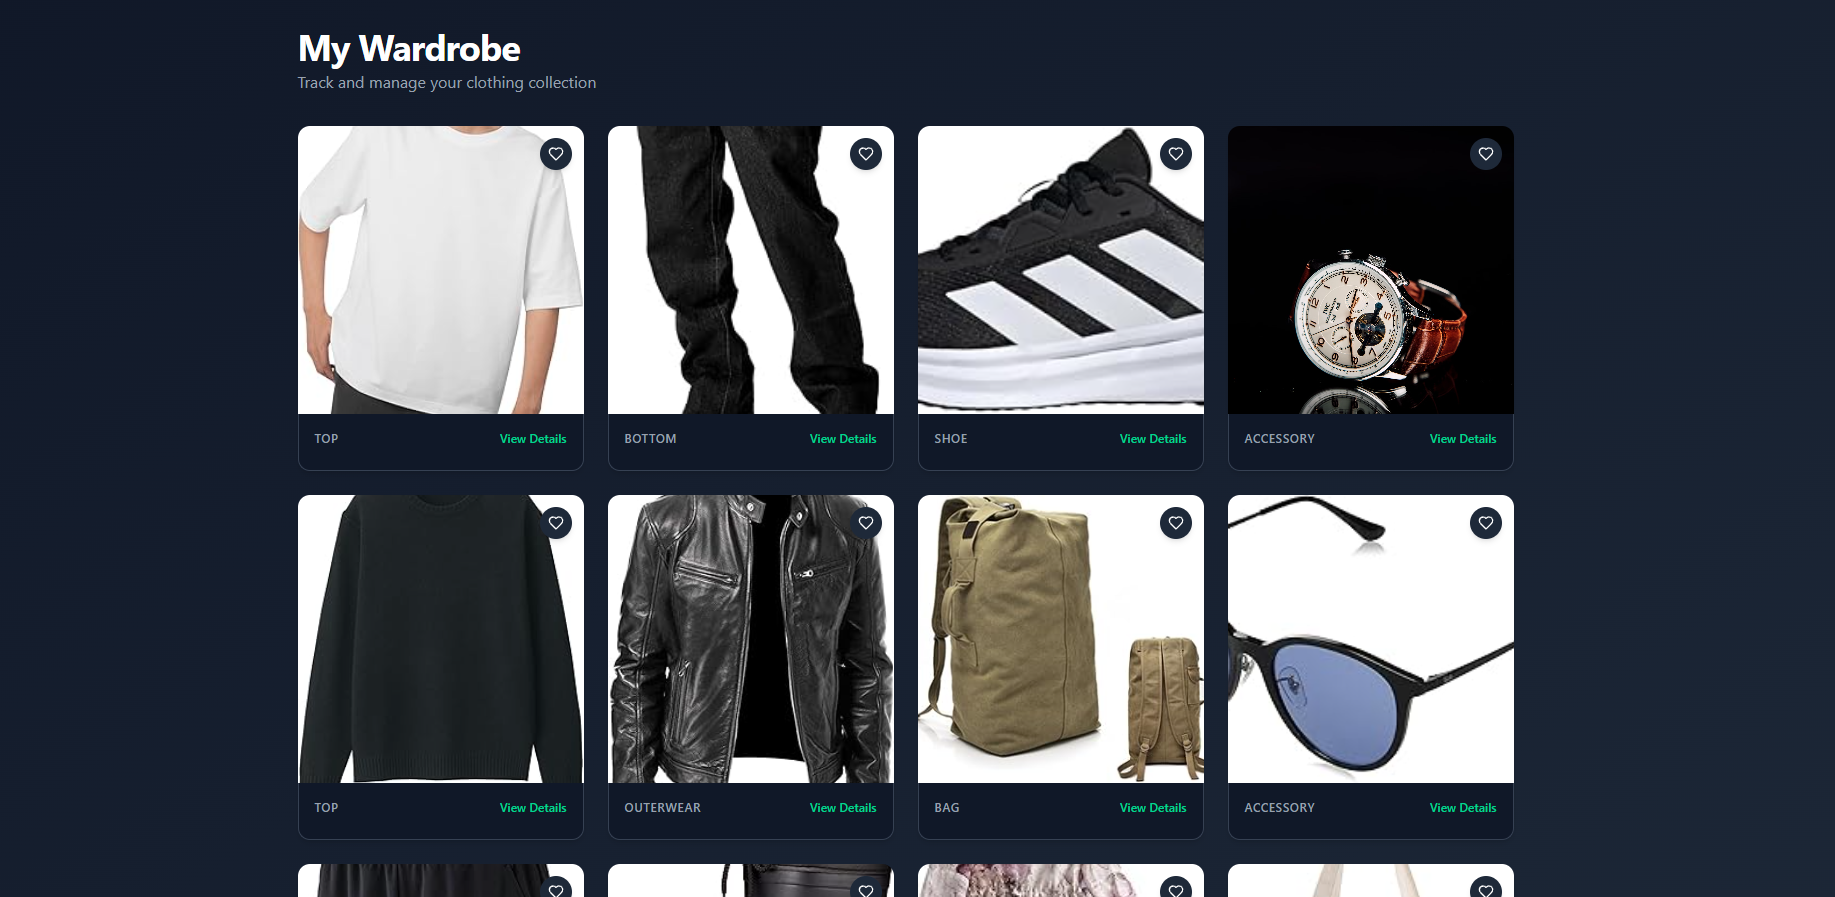 My Wardrobe
Track and manage your clothing collection
TOP View Details
BOTTOM View Details
SHOE View Details
ACCESSORY View Details
TOP View Details
OUTERWEAR View Details
BAG View Details
ACCESSORY View Details